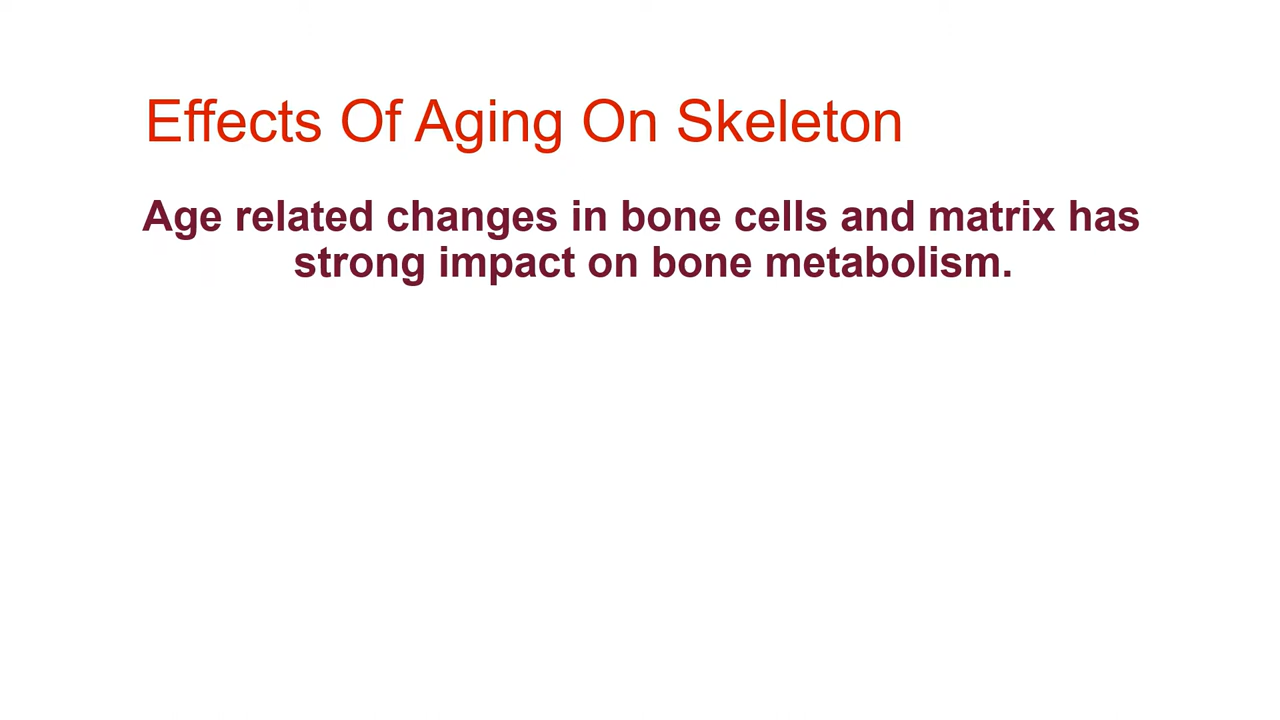 Effects Of Aging On Skeleton
Age related changes in bone cells and matrix has
strong impact on bone metabolism.